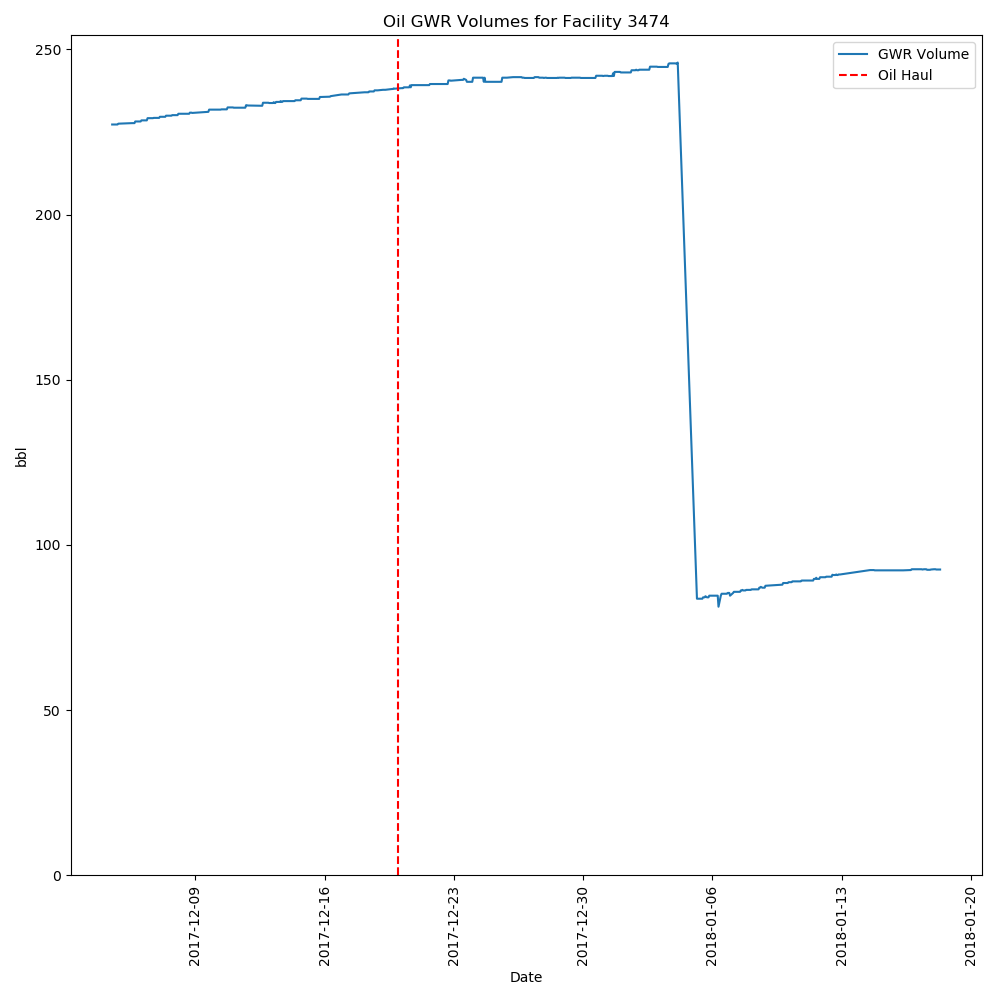 Oil GWR Volumes for Facility 3474
GWR Volume
Oil Haul
250
200
150
100
50
0
bbl
2017-12-09
2017-12-16
2017-12-23
2017-12-30
2018-01-06
2018-01-13
2018-01-20
Date